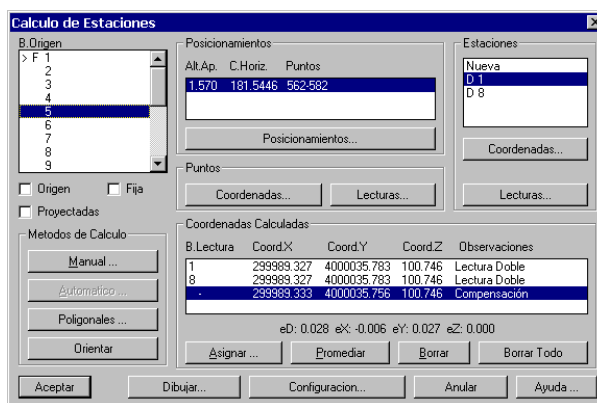 Calculo de Estaciones
B.Origen
> F 1
2
3
4
5
6
7
8
9
Origen Fija
Proyectadas
Metodos de Calculo
Manual ...
Automatico ...
Poligonales ...
Orientar
Posicionamientos
Alt.Ap. C.Horiz. Puntos
1.570 181.5446 562-582
Posicionamientos...
Puntos
Coordenadas... Lecturas...
Estaciones
Nueva
D 1
D 8
Coordenadas...
Lecturas...
Coordenadas Calculadas
B.Lectura Coord.X Coord.Y Coord.Z Observaciones
1 299989.327 4000035.783 100.746 Lectura Doble
8 299989.327 4000035.783 100.746 Lectura Doble
- 299989.333 4000035.756 100.746 Compensación
eD: 0.028 eX: -0.006 eY: 0.027 eZ: 0.000
Asignar ... Promediar Borrar Borrar Todo
Aceptar Dibujar... Configuracion... Anular Ayuda ...